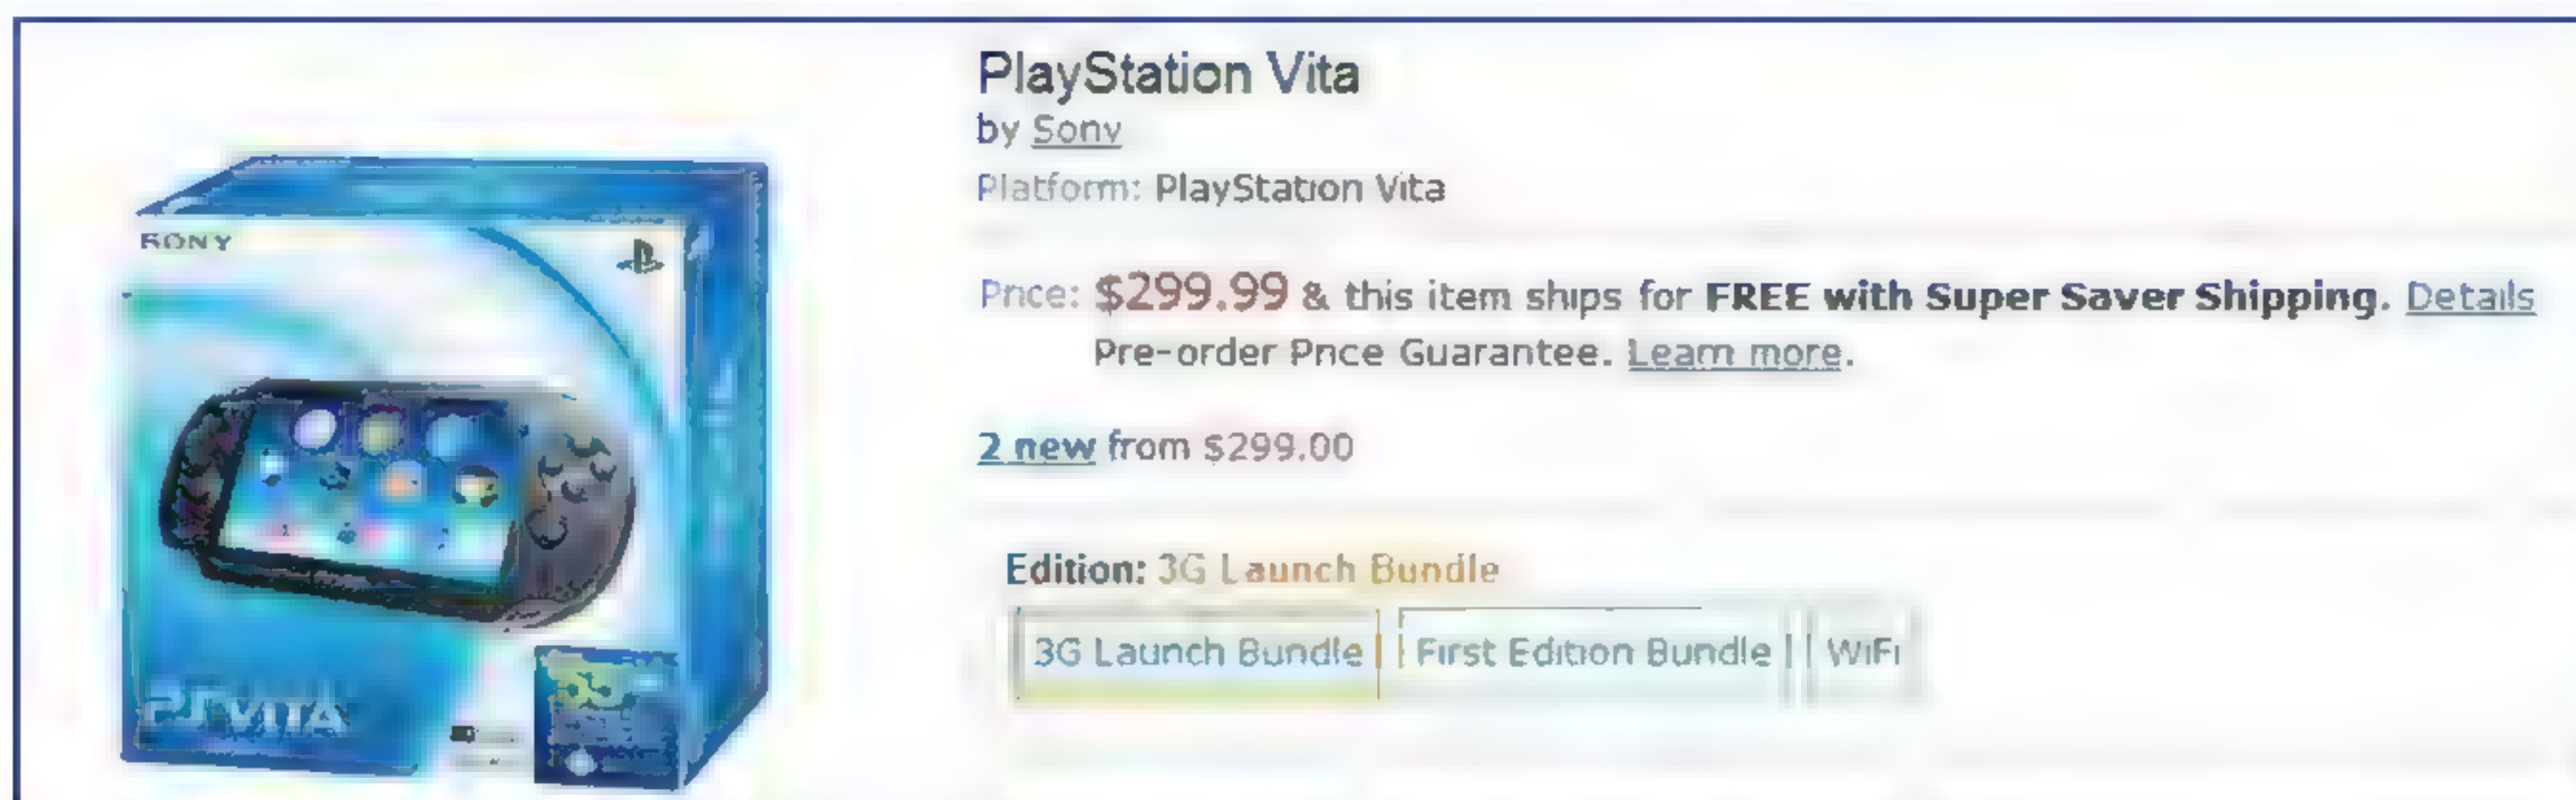 PlayStation Vita
by Sony
Platform: PlayStation Vita
SONY
Price: $299.99 & this item ships for FREE with Super Saver Shipping. Details
Pre-order Price Guarantee. Learn more.
2 new from $299.00
Edition: 3G Launch Bundle
3G Launch Bundle First Edition Bundle WiFi
PSVITA